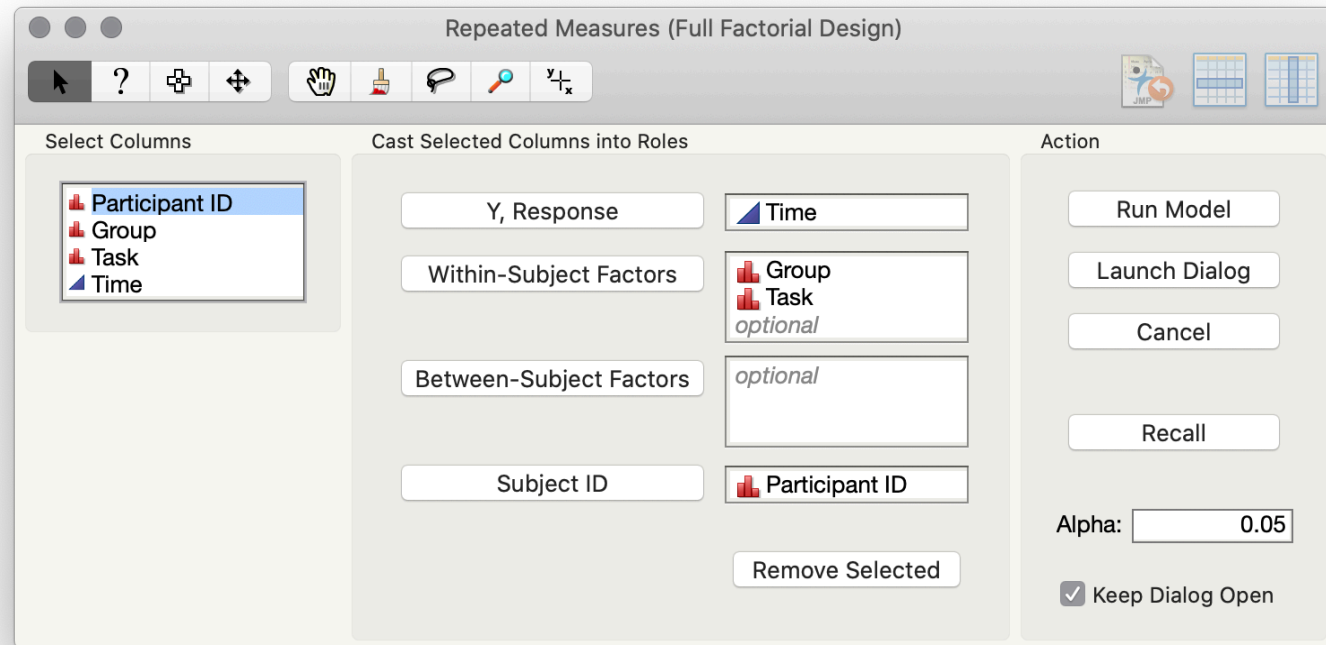 Repeated Measures (Full Factorial Design)
?
y
x
JMP
Select Columns
Cast Selected Columns into Roles
Action
Participant ID
Group
Task
Time
Y, Response
Time
Within-Subject Factors
Group
Task
optional
Between-Subject Factors
optional
Subject ID
Participant ID
Remove Selected
Run Model
Launch Dialog
Cancel
Recall
Alpha: 0.05
Keep Dialog Open